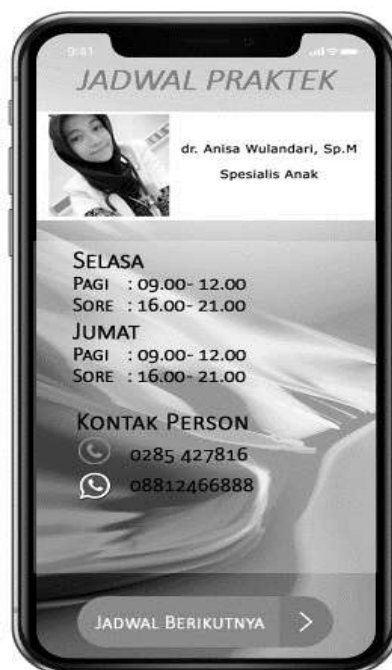 9:41
JADWAL PRAKTEK
dr. Anisa Wulandari, Sp.M
Spesialis Anak
SELASA
PAGI : 09.00- 12.00
SORE : 16.00- 21.00
JUMAT
PAGI : 09.00- 12.00
SORE : 16.00- 21.00
KONTAK PERSON
0285 427816
08812466888
JADWAL BERIKUTNYA